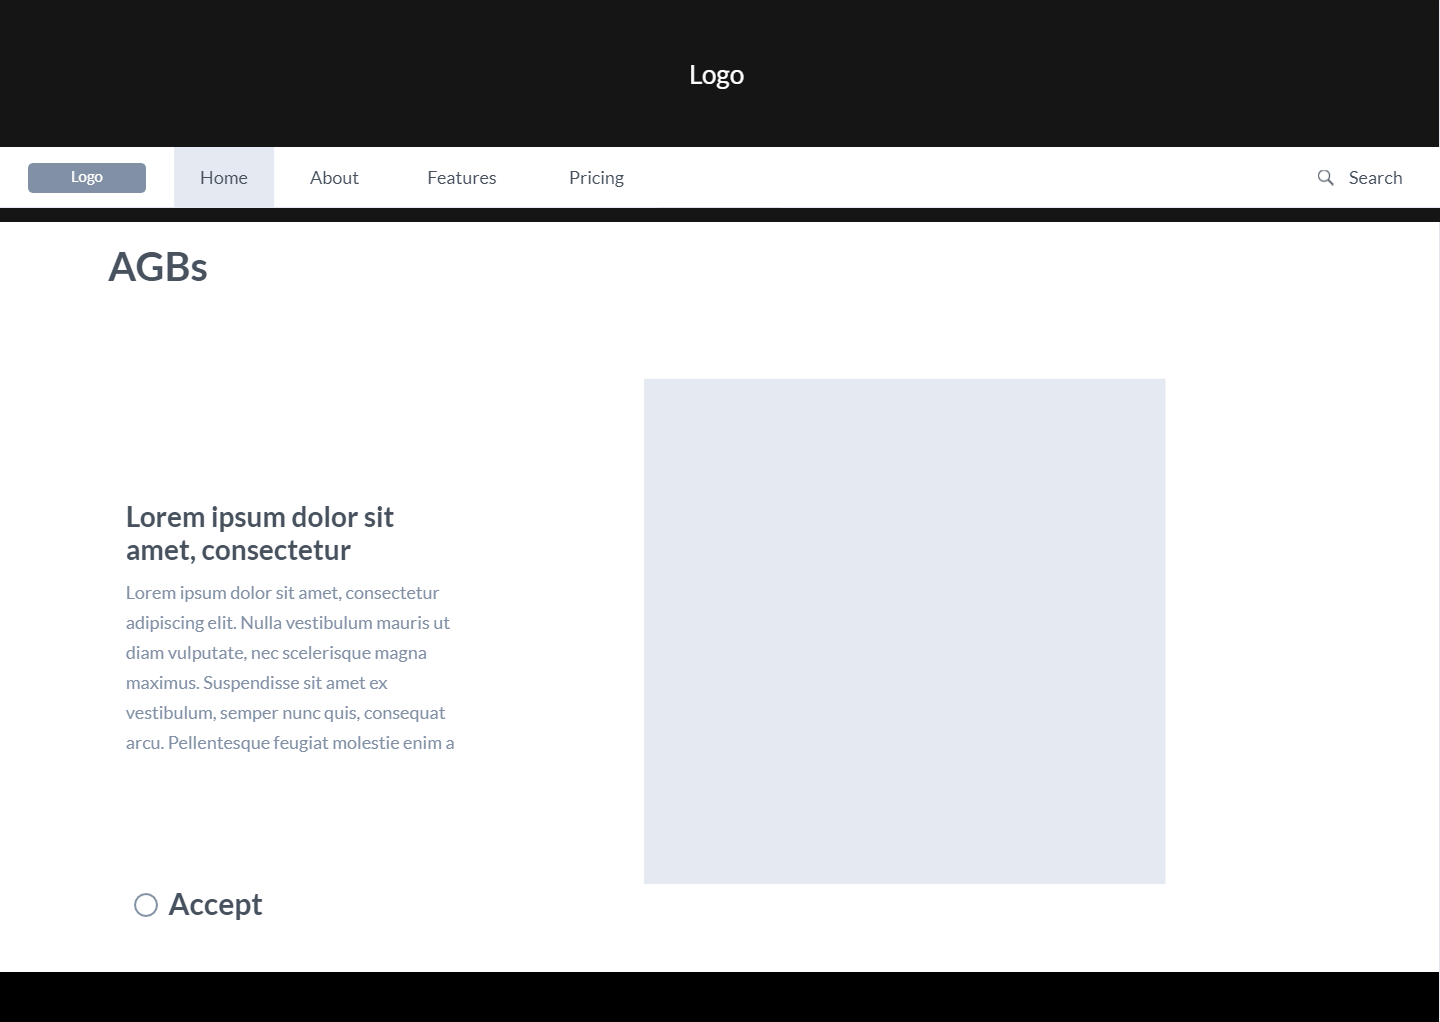 Logo
Logo
Home
About
Features
Pricing
Search
AGBs
Lorem ipsum dolor sit
amet, consectetur
Lorem ipsum dolor sit amet, consectetur
adipiscing elit. Nulla vestibulum mauris ut
diam vulputate, nec scelerisque magna
maximus. Suspendisse sit amet ex
vestibulum, semper nunc quis, consequat
arcu. Pellentesque feugiat molestie enim a
Accept